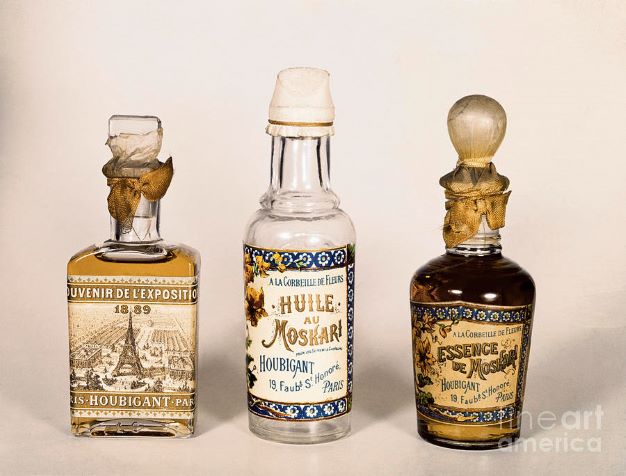 UVENIR DE L'EXPOSITIO
1889
IS-HOUBIGANT-PAR
A LA CORBEILLE DE FLEURS
HUILE
AU
MOSKARI
HOUBIGANT
19, Faubg St Honoré,
PARIS
A LA CORBEILLE DE FLEURS
ESSENCE
DE MOSKARI
HOUBIGANT
19, Faubg St Honoré,
PARIS
fineart
america